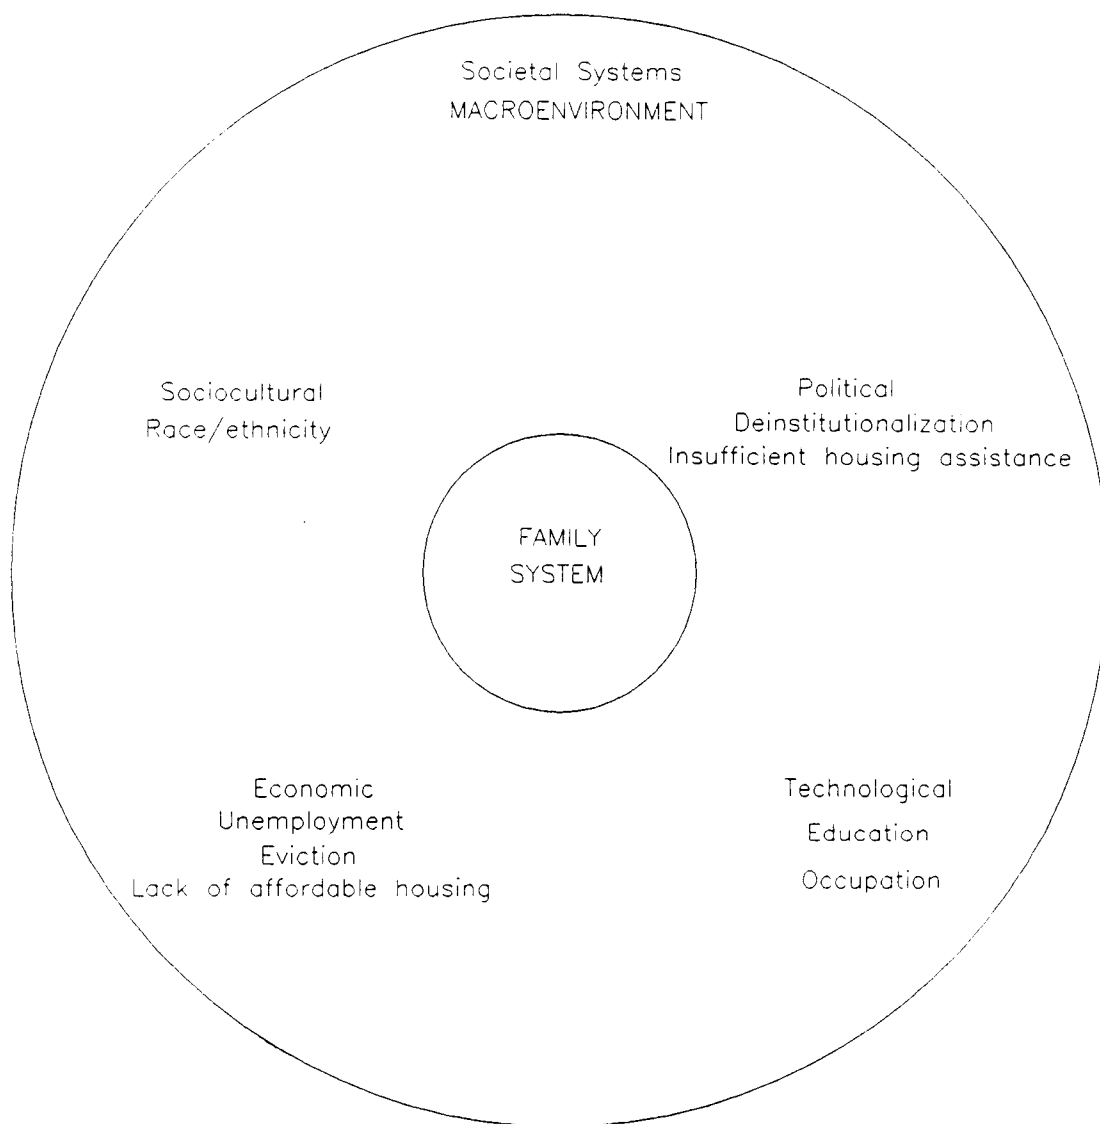 Societal Systems
MACROENVIRONMENT
Sociocultural
Race/ethnicity
Political
Deinstitutionalization
Insufficient housing assistance
FAMILY
SYSTEM
Economic
Unemployment
Eviction
Lack of affordable housing
Technological
Education
Occupation